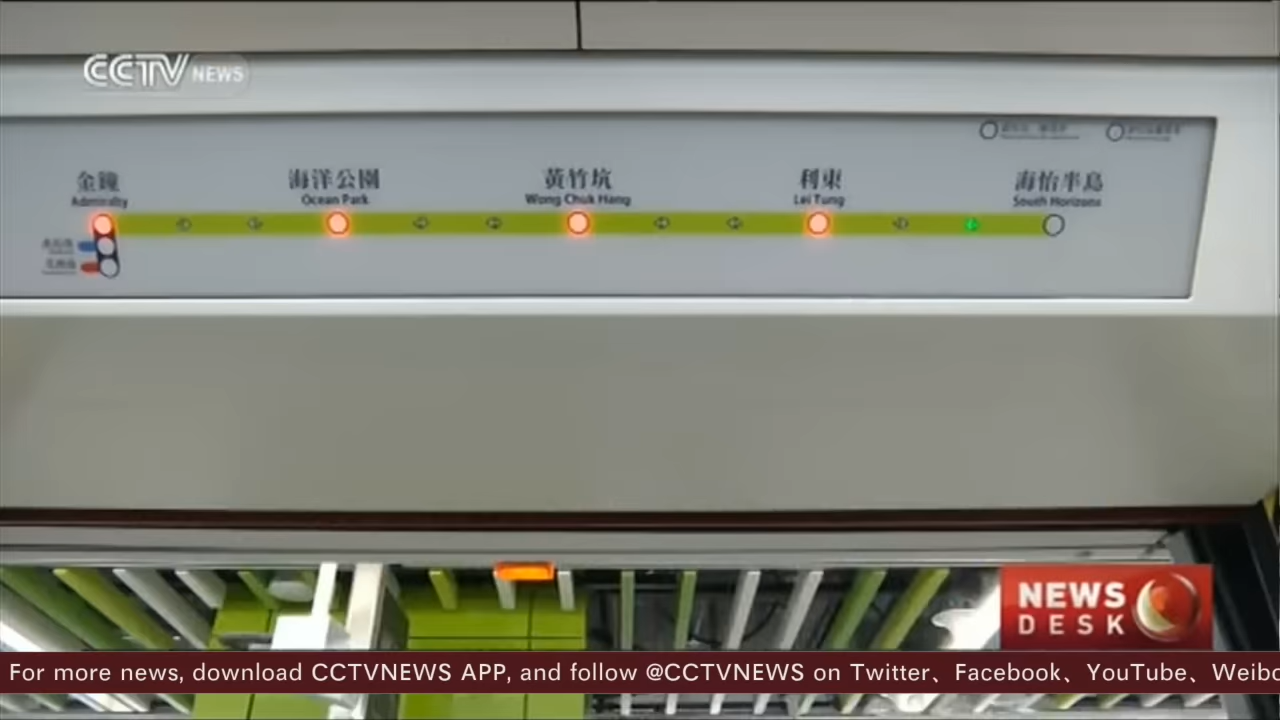 CCTV NEWS
金鐘
Admiralty
海洋公園
Ocean Park
黃竹坑
Wong Chuk Hang
利東
Lei Tung
海怡半島
South Horizons
NEWS
DESK
For more news, download CCTVNEWS APP, and follow @CCTVNEWS on Twitter、Facebook、YouTube、Weibo